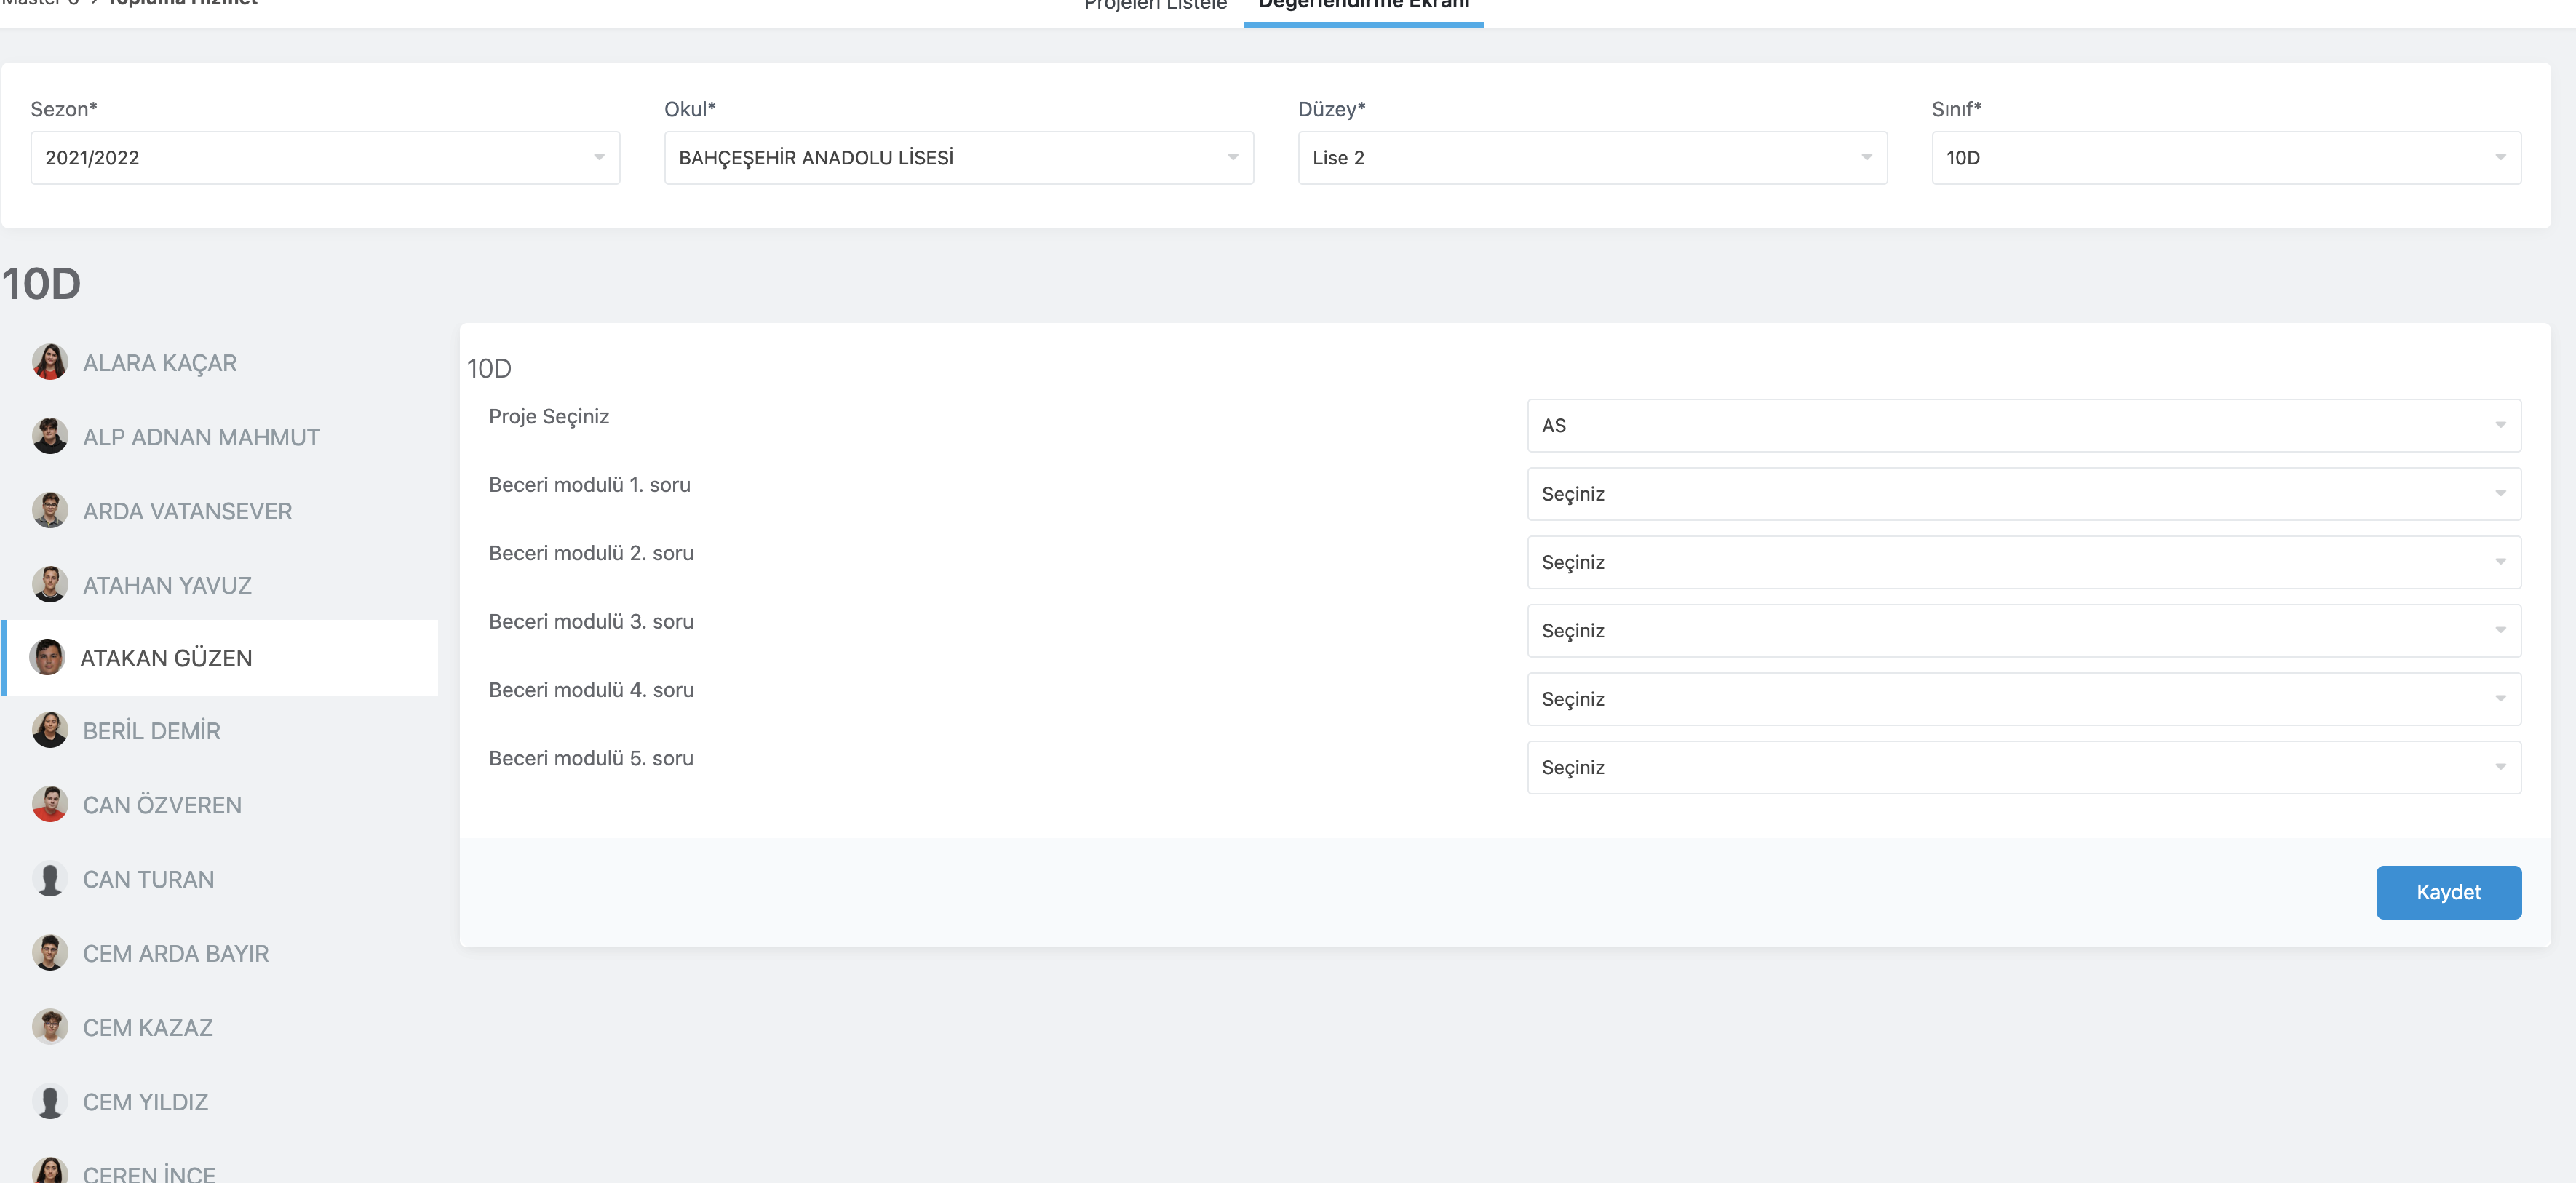 Topluma Hizmet
Projeleri Listele
Değerlendirme Ekranı
Sezon*
Okul*
Düzey*
Sınıf*
2021/2022
BAHÇEŞEHİR ANADOLU LİSESİ
Lise 2
10D
10D
ALARA KAÇAR
ALP ADNAN MAHMUT
ARDA VATANSEVER
ATAHAN YAVUZ
ATAKAN GÜZEN
BERİL DEMİR
CAN ÖZVEREN
CAN TURAN
CEM ARDA BAYIR
CEM KAZAZ
CEM YILDIZ
CEREN İNCE
10D
Proje Seçiniz
AS
Beceri modulü 1. soru
Seçiniz
Beceri modulü 2. soru
Seçiniz
Beceri modulü 3. soru
Seçiniz
Beceri modulü 4. soru
Seçiniz
Beceri modulü 5. soru
Seçiniz
Kaydet